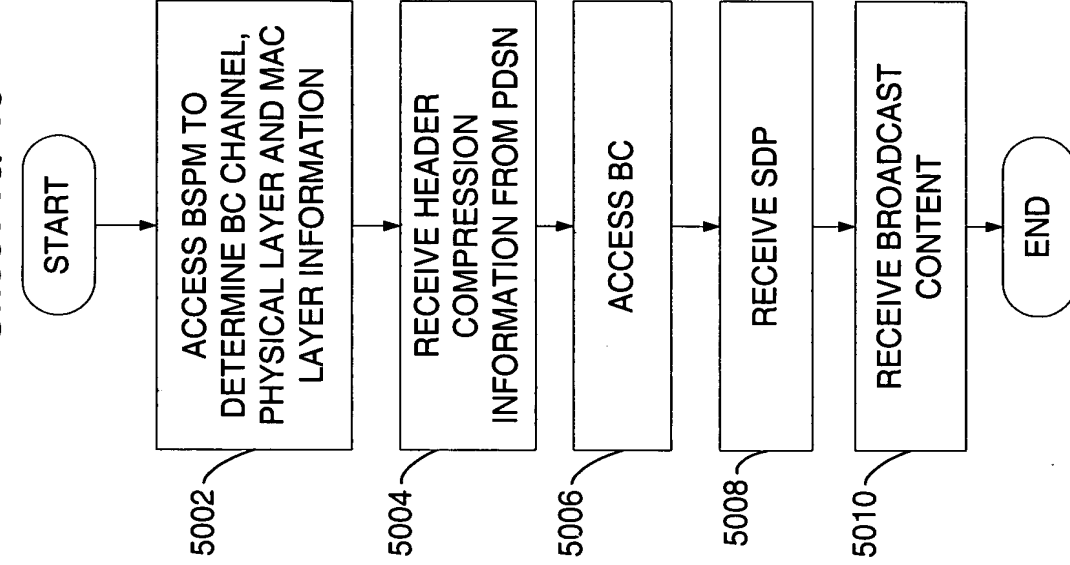 START
ACCESS BSPM TO
DETERMINE BC CHANNEL,
PHYSICAL LAYER AND MAC
LAYER INFORMATION
5002
RECEIVE HEADER
COMPRESSION
INFORMATION FROM PDSN
5004
ACCESS BC
5006
RECEIVE SDP
5008
RECEIVE BROADCAST
CONTENT
5010
END